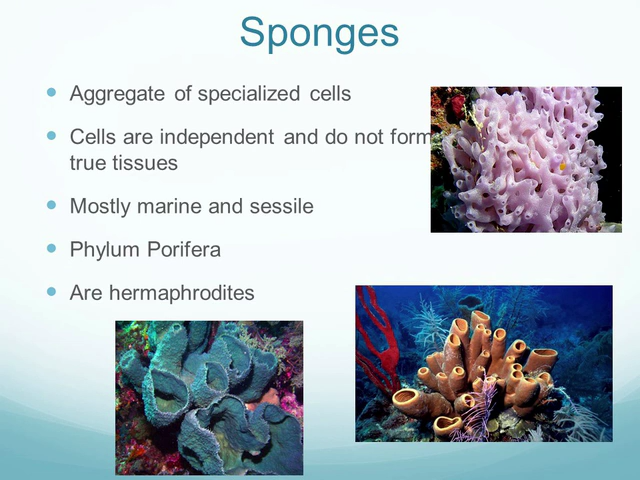 Sponges
Aggregate of specialized cells
Cells are independent and do not form
true tissues
Mostly marine and sessile
Phylum Porifera
Are hermaphrodites